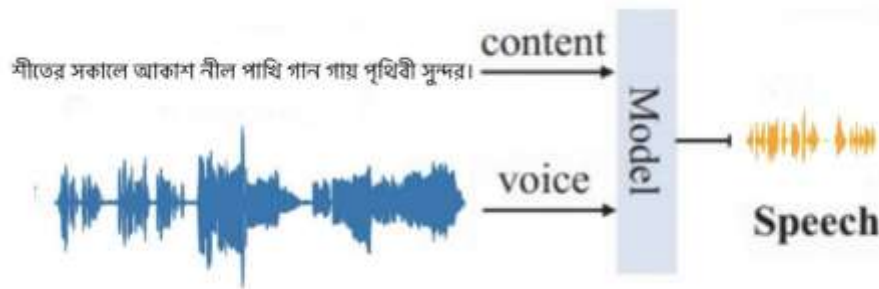 content
শীতের সকালে আকাশ নীল পাখি গান গায় পৃথিবী সুন্দর।
Model
voice
Speech